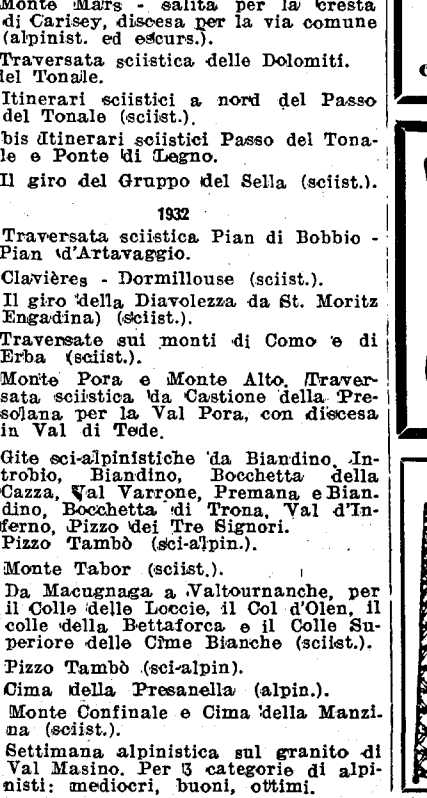 Monte Mars - salita per la cresta
di Carisey, discesa per la via comune
(alpinist. ed escurs.).
Traversata sciistica delle Dolomiti.
del Tonale.
Itinerari sciistici a nord del Passo
del Tonale (sciist.).
bis Itinerari sciistici Passo del Tona-
le e Ponte di Legno.
Il giro del Gruppo del Sella (sciist.).
1932
Traversata sciistica Pian di Bobbio -
Pian d'Artavaggio.
Clavières - Dormillouse (sciist.).
Il giro della Diavolezza da St. Moritz
Engadina) (sciist.).
Traversate sui monti di Como e di
Erba (sciist.).
Monte Pora e Monte Alto. Traver-
sata sciistica da Castione della Pre-
solana per la Val Pora, con discesa
in Val di Tede.
Gite sci-alpinistiche da Biandino. In-
trobio, Biandino, Bocchetta della
Cazza, Val Varrone, Premana e Bian-
dino, Bocchetta di Trona, Val d'In-
ferno, Pizzo dei Tre Signori.
Pizzo Tambò (sci-alpin.).
Monte Tabor (sciist.).
Da Macugnaga a Valtournanche, per
il Colle delle Loccie, il Col d'Olen, il
colle della Bettaforca e il Colle Su-
periore delle Cime Bianche (sciist.).
Pizzo Tambò (sci-alpin).
Cima della Presanella (alpin.).
Monte Confinale e Cima della Manzi-
na (sciist.).
Settimana alpinistica sul granito di
Val Masino. Per 3 categorie di alpi-
nisti: mediocri, buoni, ottimi.